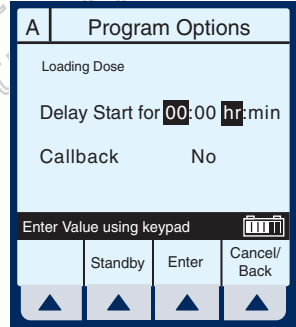 A Program Options
Loading Dose
Delay Start for 00:00 hr:min
Callback No
Enter Value using keypad
Standby Enter Cancel/
Back